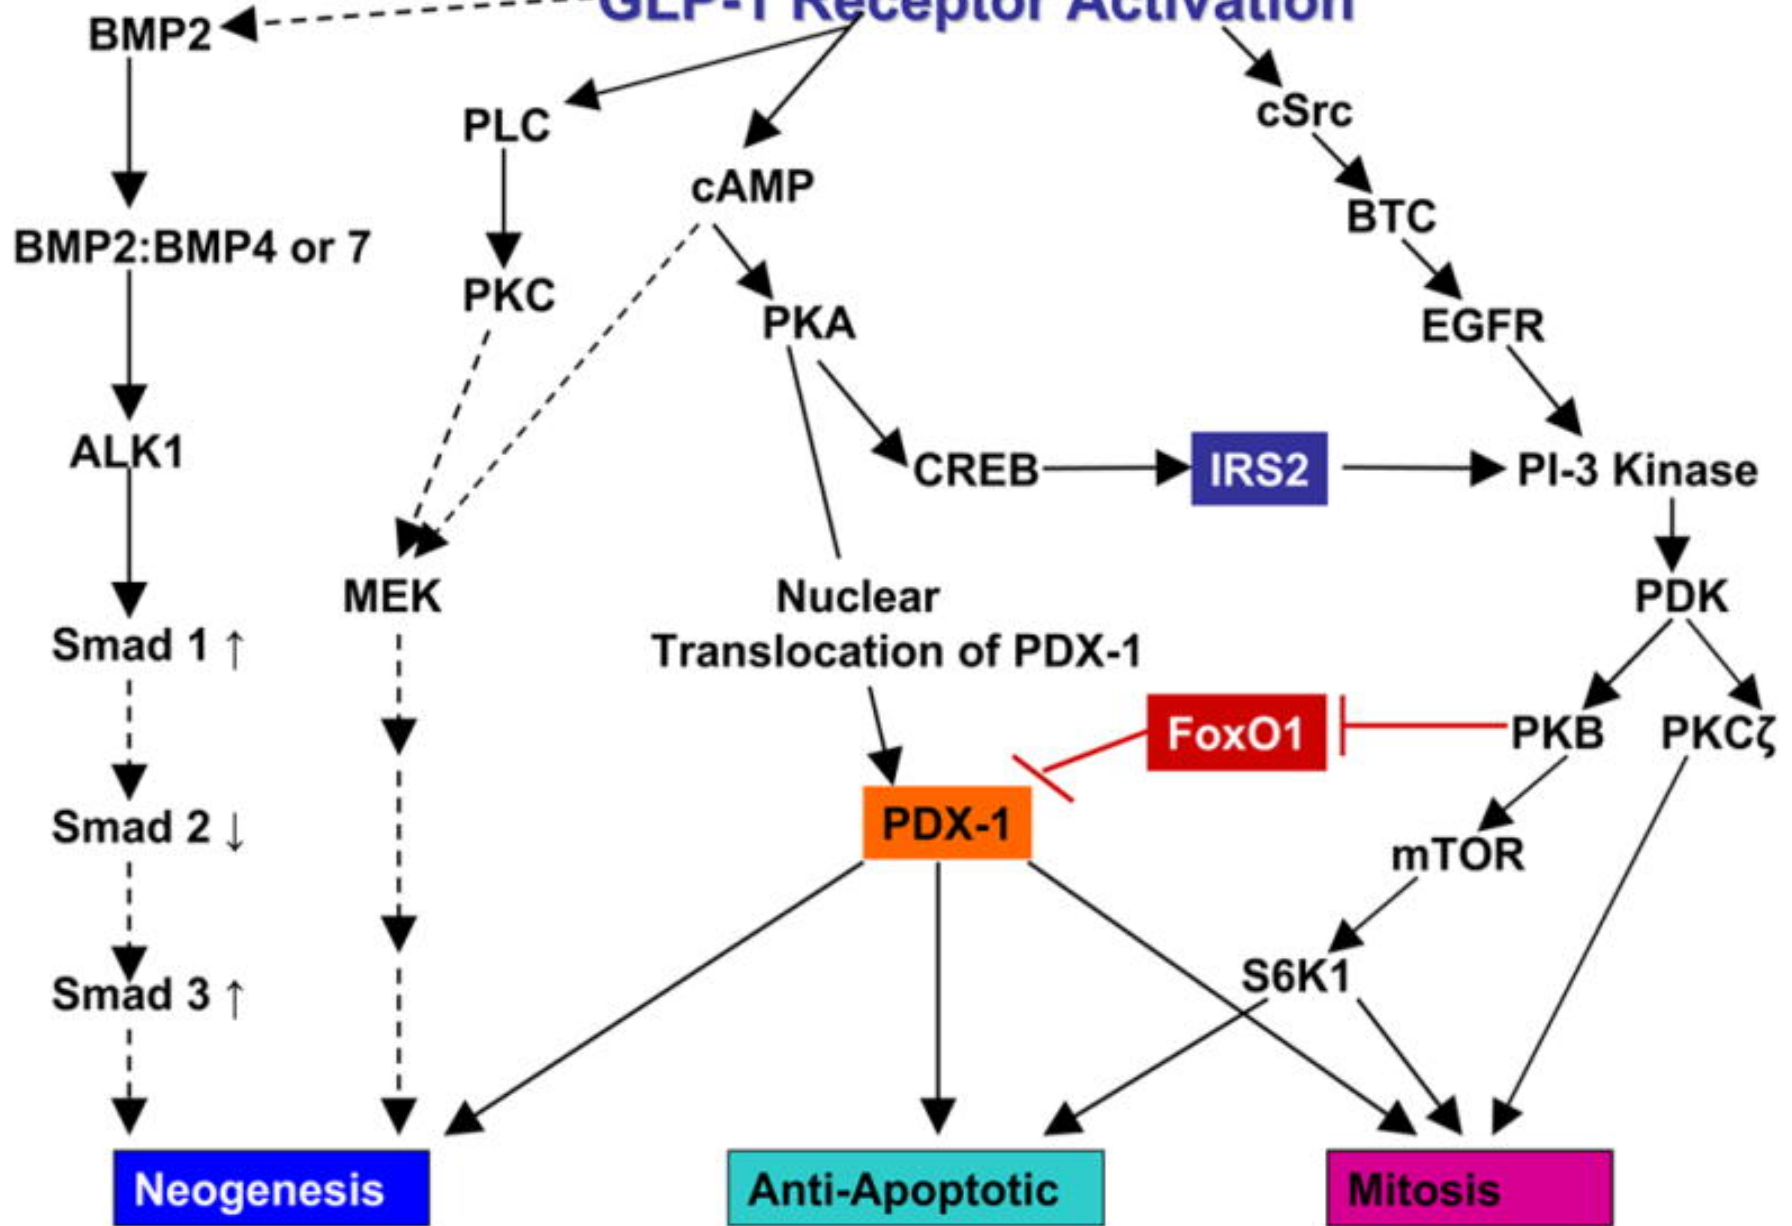 GLP-1 Receptor Activation
BMP2
PLC
cSrc
cAMP
BTC
BMP2:BMP4 or 7
PKC
PKA
EGFR
ALK1
CREB
IRS2
PI-3 Kinase
MEK
Nuclear
Translocation of PDX-1
PDK
Smad 1 ↑
FoxO1
PKB
PKCζ
Smad 2 ↓
PDX-1
mTOR
S6K1
Smad 3 ↑
Neogenesis
Anti-Apoptotic
Mitosis